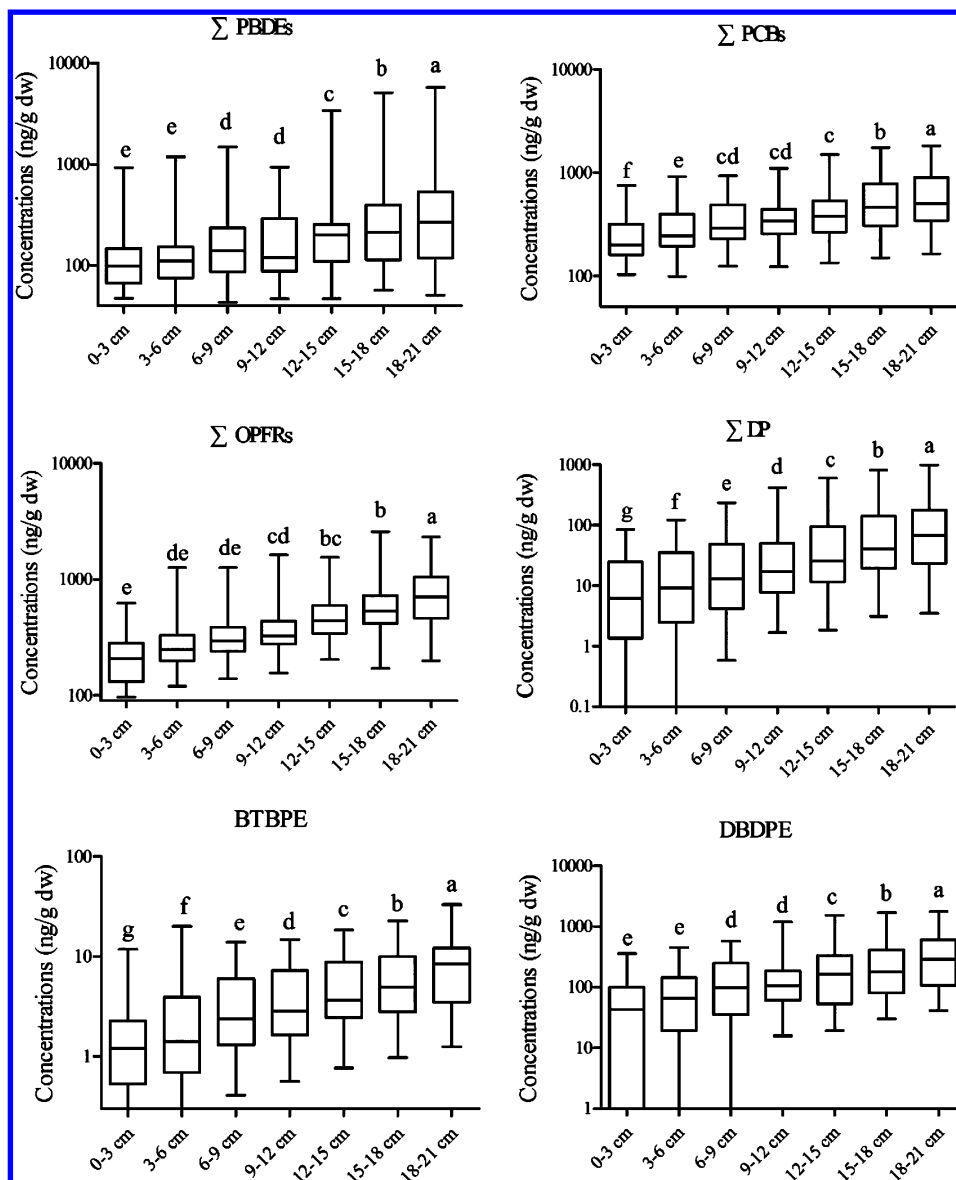 ∑ PBDEs
Concentrations (ng/g dw)
10000
1000
100
e e d d c b a
0-3 cm 3-6 cm 6-9 cm 9-12 cm 12-15 cm 15-18 cm 18-21 cm
∑ PCBs
Concentrations (ng/g dw)
10000
1000
100
f e cd cd c b a
0-3 cm 3-6 cm 6-9 cm 9-12 cm 12-15 cm 15-18 cm 18-21 cm
∑ OPFRs
Concentrations (ng/g dw)
10000
1000
100
e de de cd bc b a
0-3 cm 3-6 cm 6-9 cm 9-12 cm 12-15 cm 15-18 cm 18-21 cm
∑ DP
Concentrations (ng/g dw)
1000
100
10
1
0.1
g f e d c b a
0-3 cm 3-6 cm 6-9 cm 9-12 cm 12-15 cm 15-18 cm 18-21 cm
BTBPE
Concentrations (ng/g dw)
100
10
1
g f e d c b a
0-3 cm 3-6 cm 6-9 cm 9-12 cm 12-15 cm 15-18 cm 18-21 cm
DBDPE
Concentrations (ng/g dw)
10000
1000
100
10
1
e e d d c b a
0-3 cm 3-6 cm 6-9 cm 9-12 cm 12-15 cm 15-18 cm 18-21 cm